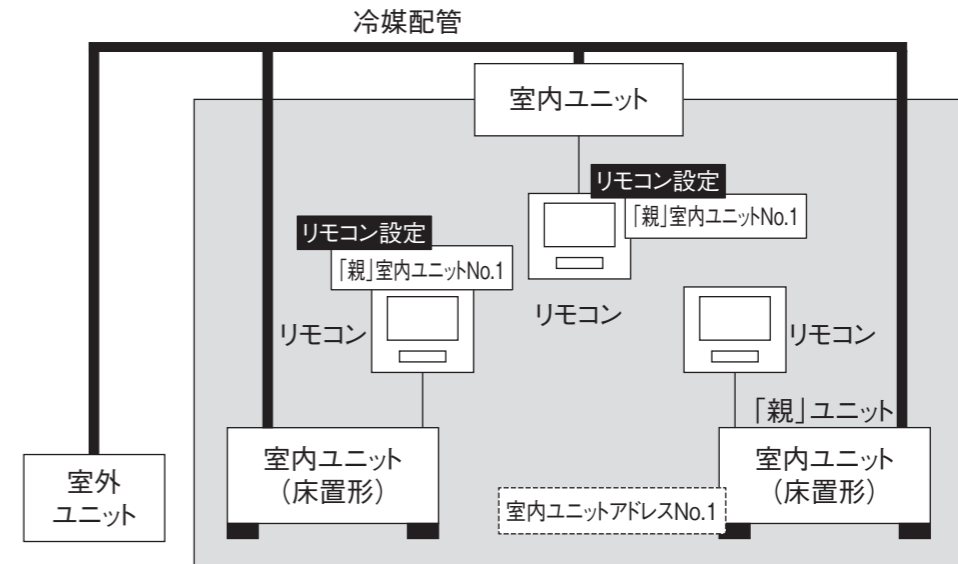 冷媒配管
室内ユニット
リモコン設定
「親」室内ユニットNo.1
リモコン
リモコン設定
「親」室内ユニットNo.1
リモコン
リモコン
「親」ユニット
室外
ユニット
室内ユニット
（床置形）
室内ユニットアドレスNo.1
室内ユニット
（床置形）